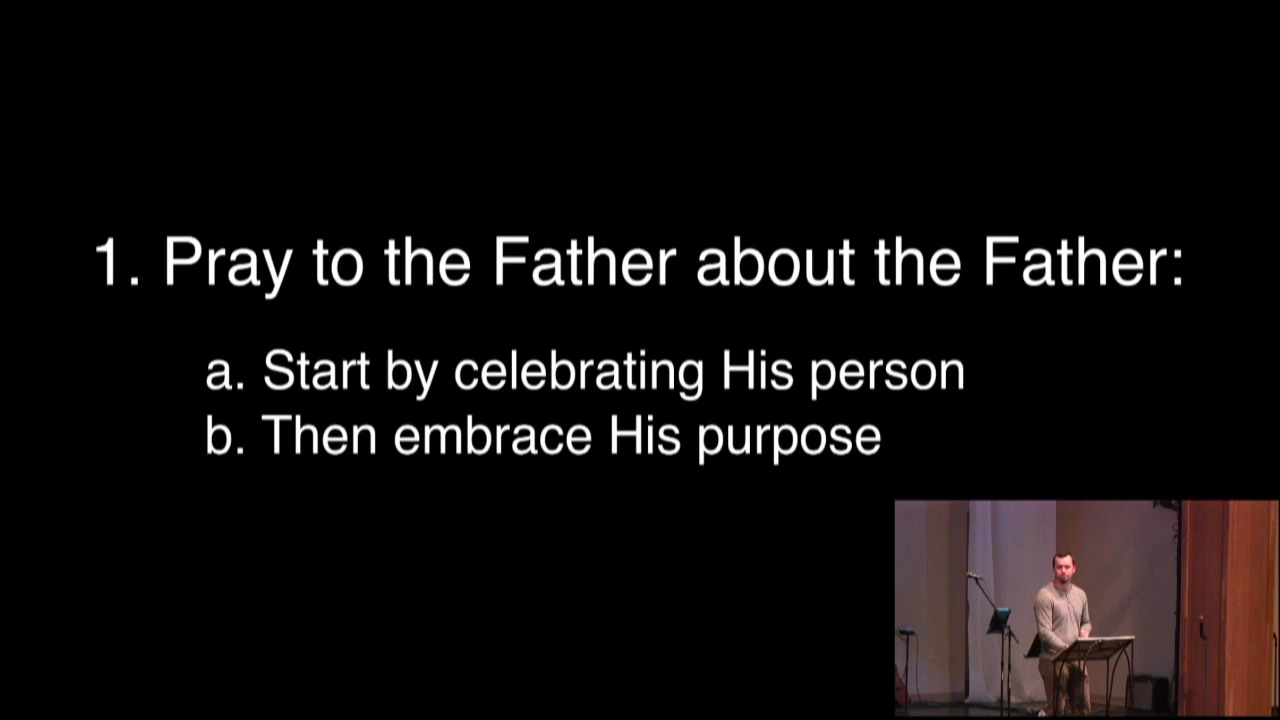 1. Pray to the Father about the Father:
a. Start by celebrating His person
b. Then embrace His purpose